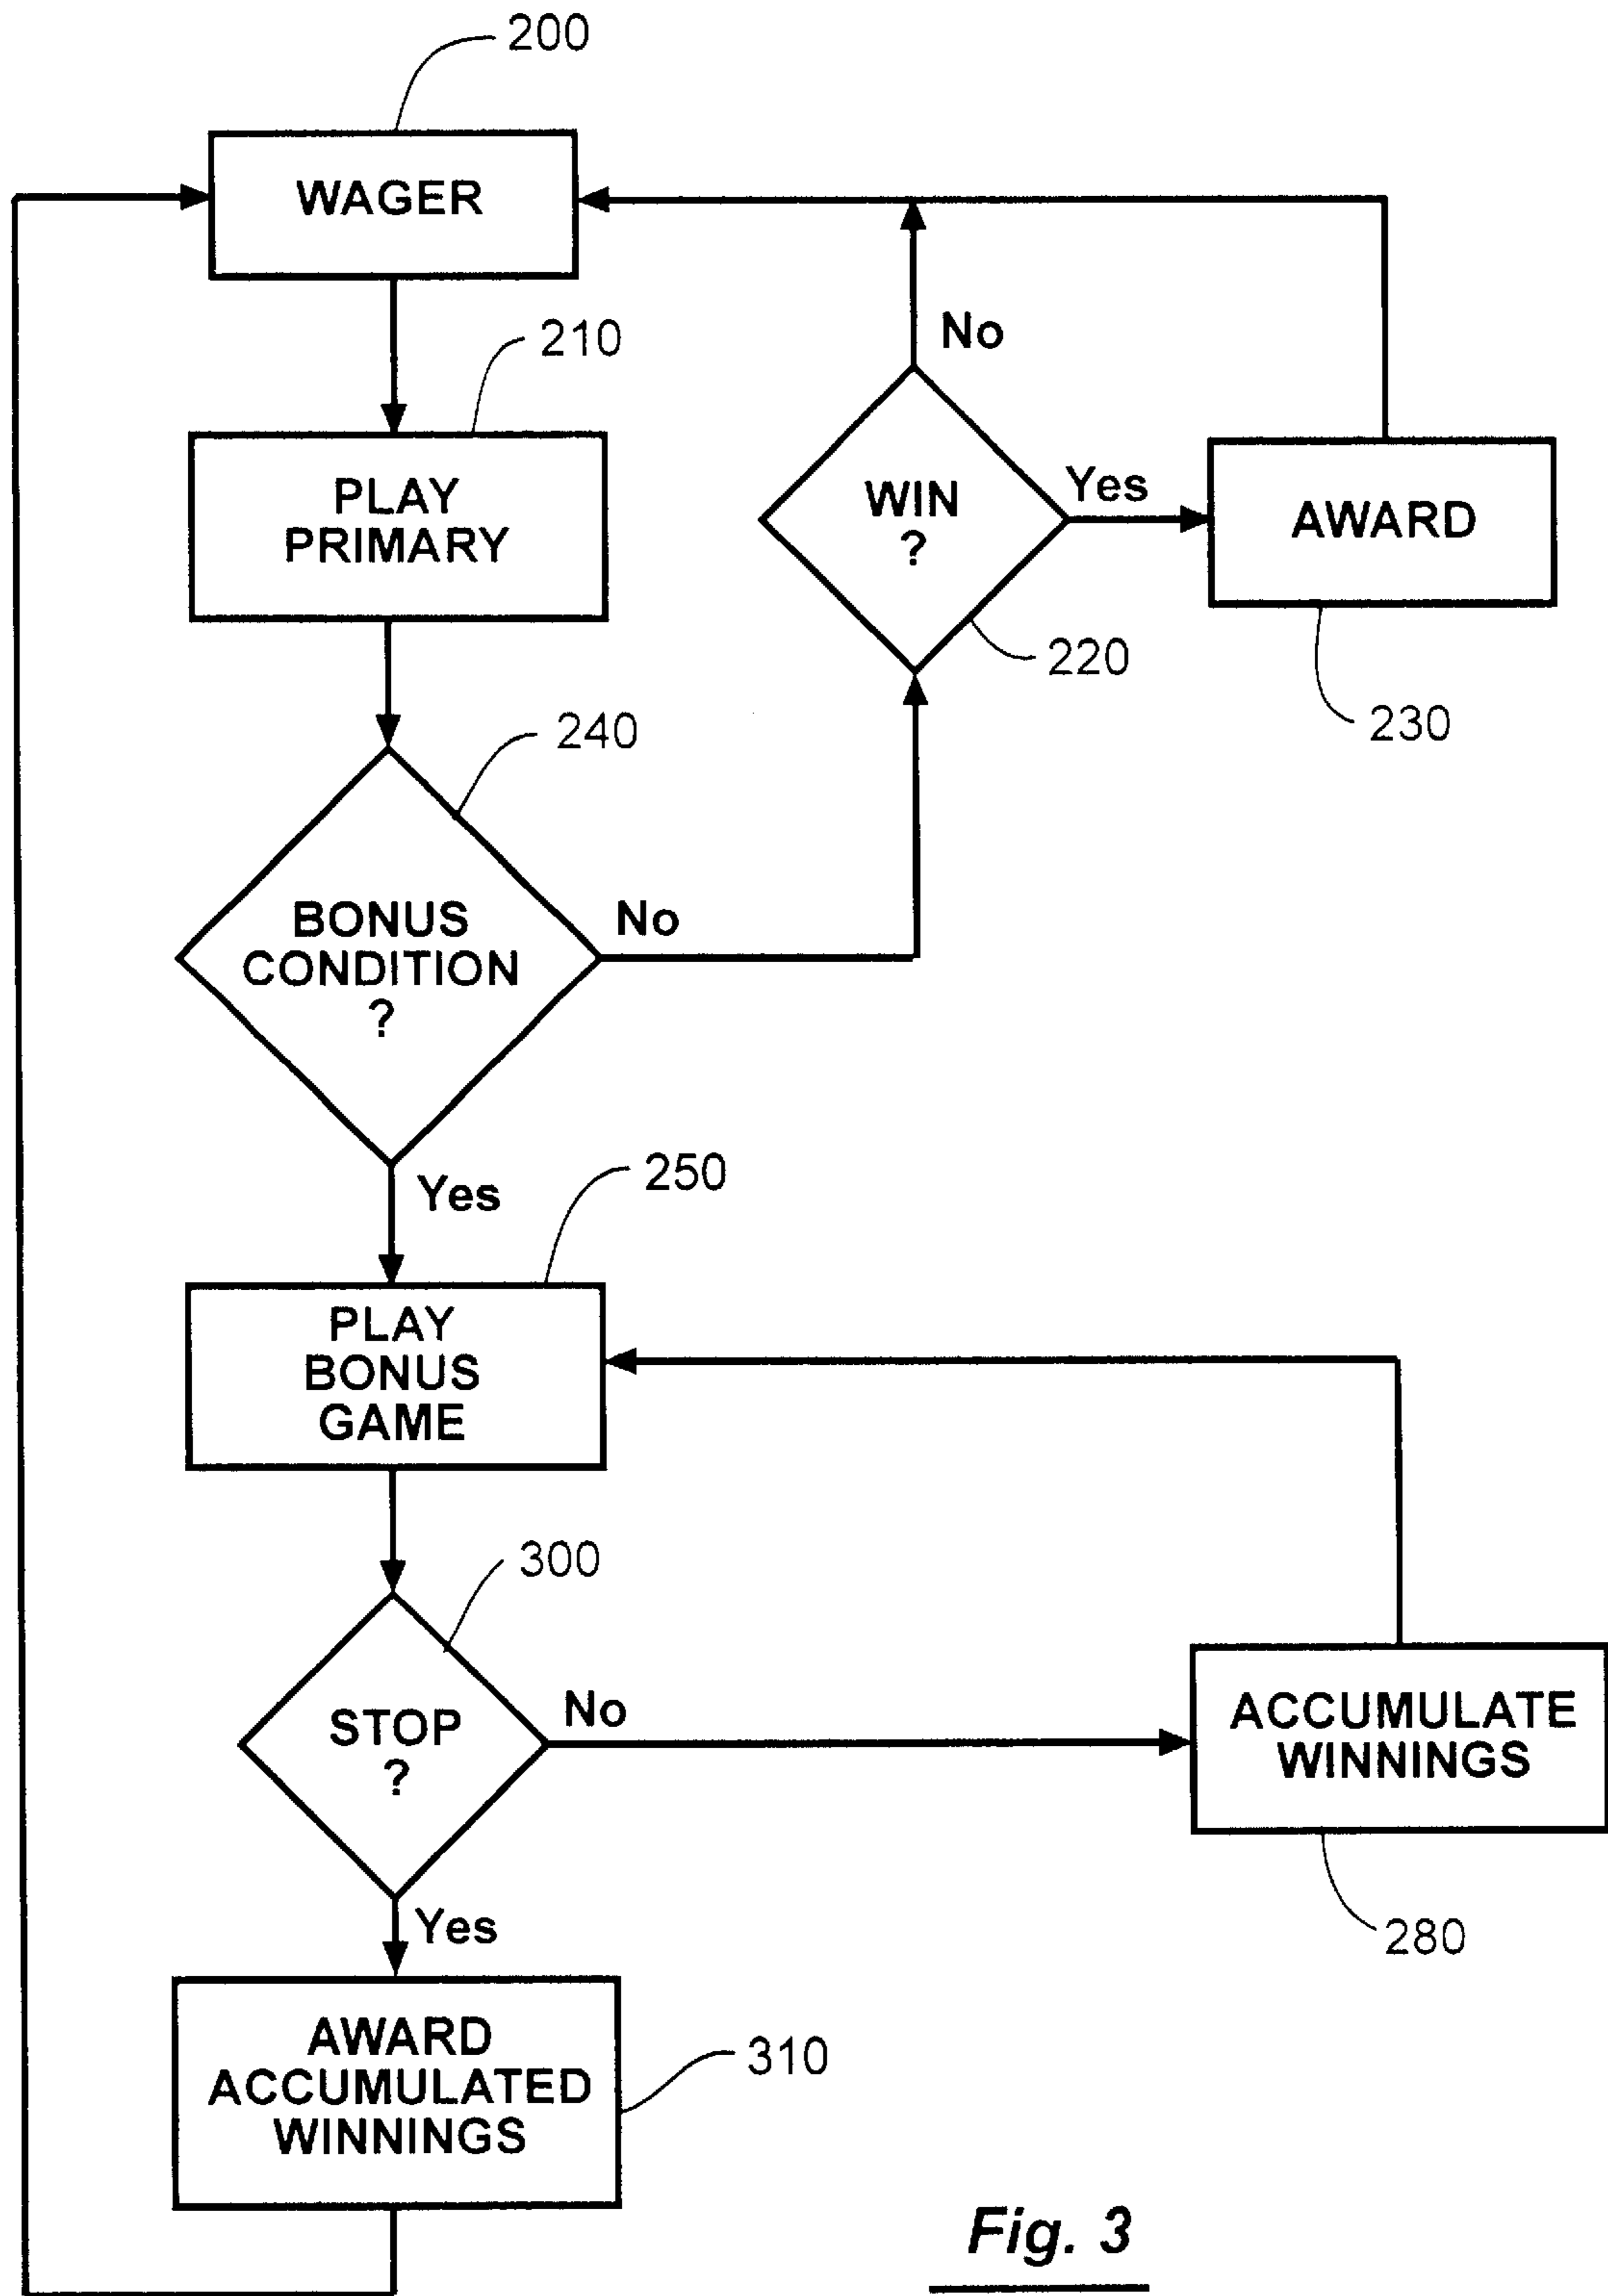 200
WAGER
210
No
PLAY
PRIMARY
WIN
?
Yes
AWARD
220
230
240
BONUS
CONDITION
?
No
Yes
250
PLAY
BONUS
GAME
300
STOP
?
No
ACCUMULATE
WINNINGS
280
Yes
AWARD
ACCUMULATED
WINNINGS
310
Fig. 3